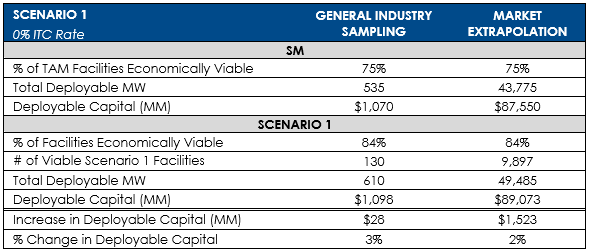 SCENARIO 1 GENERAL INDUSTRY MARKET
0% ITC Rate SAMPLING EXTRAPOLATION
SM
% of TAM Facilities Economically Viable 75% 75%
Total Deployable MW 535 43,775
Deployable Capital (MM) $1,070 $87,550
SCENARIO 1
% of Facilities Economically Viable 84% 84%
# of Viable Scenario 1 Facilities 130 9,897
Total Deployable MW 610 49,485
Deployable Capital (MM) $1,098 $89,073
Increase in Deployable Capital (MM) $28 $1,523
% Change in Deployable Capital 3% 2%